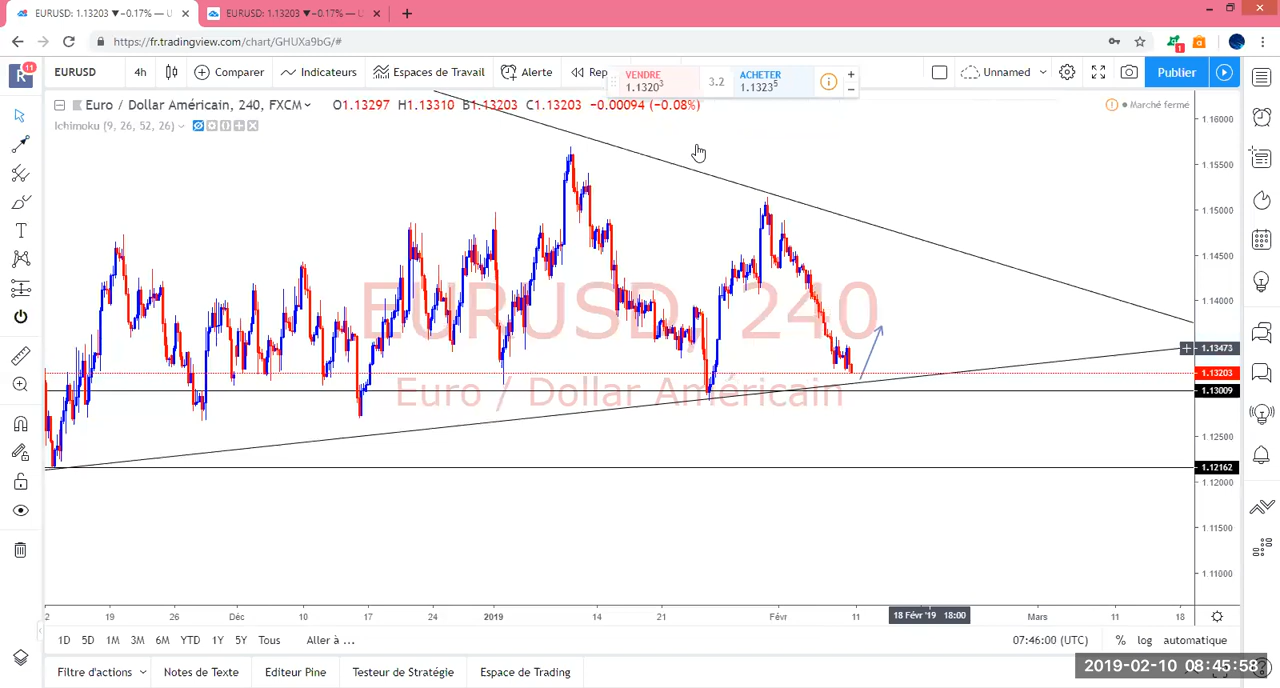 EURUSD: 1.13203 ▼−0.17% — U
EURUSD: 1.13203 ▼−0.17% — U
https://fr.tradingview.com/chart/GHUXa9bG/#
1
R 11
EURUSD 4h Comparer Indicateurs Espaces de Travail Alerte Rep
VENDRE
1.1320³
3.2
ACHETER
1.1323⁵
Unnamed
Publier
Euro / Dollar Américain, 240, FXCM
O1.13297 H1.13310 B1.13203 C1.13203 −0.00094 (−0.08%)
Marché fermé
Ichimoku (9, 26, 52, 26)
EURUSD, 240
Euro / Dollar Américain
1.16000
1.15500
1.15000
1.14500
1.14000
1.13473
1.13203
1.13009
1.12500
1.12162
1.12000
1.11500
1.11000
2 19 26 Déc 10 17 24 2019 14 21 Févr 11 18 Févr '19 18:00 Mars 11 18
1D 5D 1M 3M 6M YTD 1Y 5Y Tous Aller à ... 07:46:00 (UTC) % log automatique
Filtre d'actions Notes de Texte Editeur Pine Testeur de Stratégie Espace de Trading
2019-02-10 08:45:58